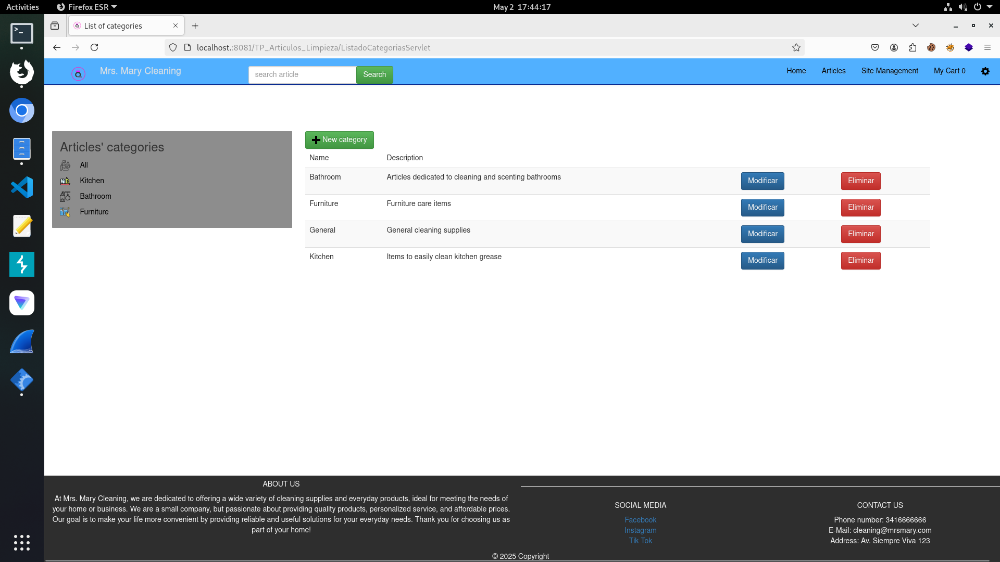 Activities
Firefox ESR
May 2 17:44:17
List of categories
localhost.:8081/TP_Articulos_Limpieza/ListadoCategoriasServlet
Mrs. Mary Cleaning
search article
Search
Home
Articles
Site Management
My Cart 0
Articles' categories
All
Kitchen
Bathroom
Furniture
New category
Name Description
Bathroom Articles dedicated to cleaning and scenting bathrooms Modificar Eliminar
Furniture Furniture care items Modificar Eliminar
General General cleaning supplies Modificar Eliminar
Kitchen Items to easily clean kitchen grease Modificar Eliminar
ABOUT US
At Mrs. Mary Cleaning, we are dedicated to offering a wide variety of cleaning supplies and everyday products, ideal for meeting the needs of
your home or business. We are a small company, but passionate about providing quality products, personalized service, and affordable prices.
Our goal is to make your life more convenient by providing reliable and useful solutions for your everyday needs. Thank you for choosing us as
part of your home!
SOCIAL MEDIA
Facebook
Instagram
Tik Tok
CONTACT US
Phone number: 3416666666
E-Mail: cleaning@mrsmary.com
Address: Av. Siempre Viva 123
© 2025 Copyright